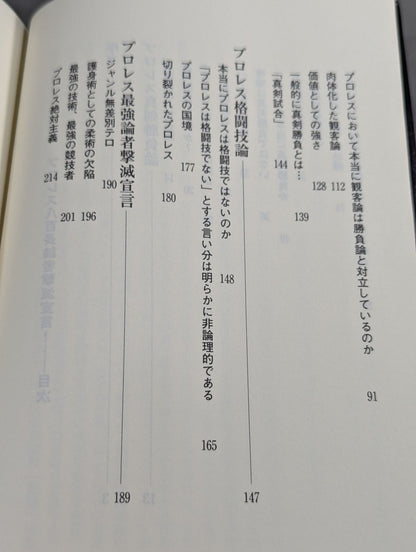 プロレスにおいて本当に観客論は勝負論と対立しているのか 91
肉体化した観客論 112
価値としての強さ 128
一般的に真剣勝負とは… 139
「真剣試合」 144
プロレス格闘技論 147
本当にプロレスは格闘技ではないのか 148
「プロレスは格闘技でない」とする言い分は明らかに非論理的である 165
プロレスの国境 177
切り裂かれたプロレス 180
プロレス最強論者撃滅宣言 189
ジャンル無差別テロ 190
護身術としての柔術の欠陥 196
最強の技術、最強の競技者 201
プロレス絶対主義 214